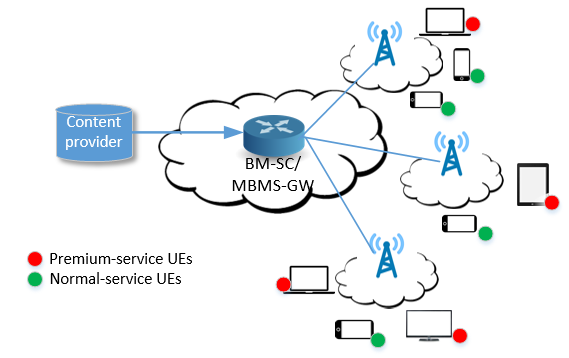 Content
provider
BM-SC/
MBMS-GW
Premium-service UEs
Normal-service UEs